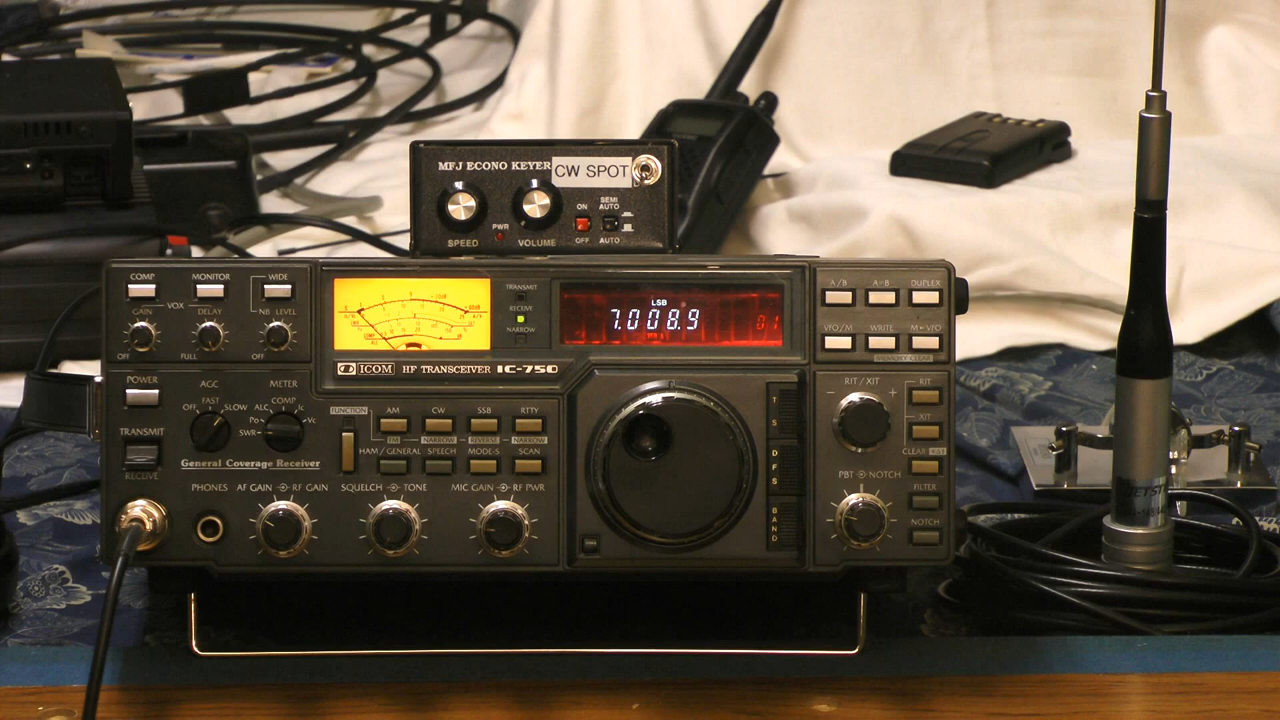 MFJ ECONO KEYER
CW SPOT
ON
SEMI
AUTO
PWR
SPEED
VOLUME
OFF
AUTO
COMP
MONITOR
WIDE
VOX
GAIN
DELAY
NB LEVEL
OFF
FULL
OFF
TRANSMIT
RECEIVE
NARROW
LSB
7.008.9
01
A/B
A=B
DUPLEX
VFO/M
WRITE
M►VFO
MEMORY CLEAR
ICOM HF TRANSCEIVER IC-750
POWER
AGC
METER
OFF
FAST
SLOW
ALC
COMP
Ic
Vc
Po
SWR
TRANSMIT
RECEIVE
General Coverage Receiver
FUNCTION
AM
CW
SSB
RTTY
FM
NARROW
REVERSE
NARROW
HAM/GENERAL
SPEECH
MODE-S
SCAN
TS
DFS
BAND
RIT/XIT
- +
RIT
XIT
CLEAR
PBT NOTCH
FILTER
NOTCH
PHONES
AF GAIN RF GAIN
SQUELCH TONE
MIC GAIN RF PWR